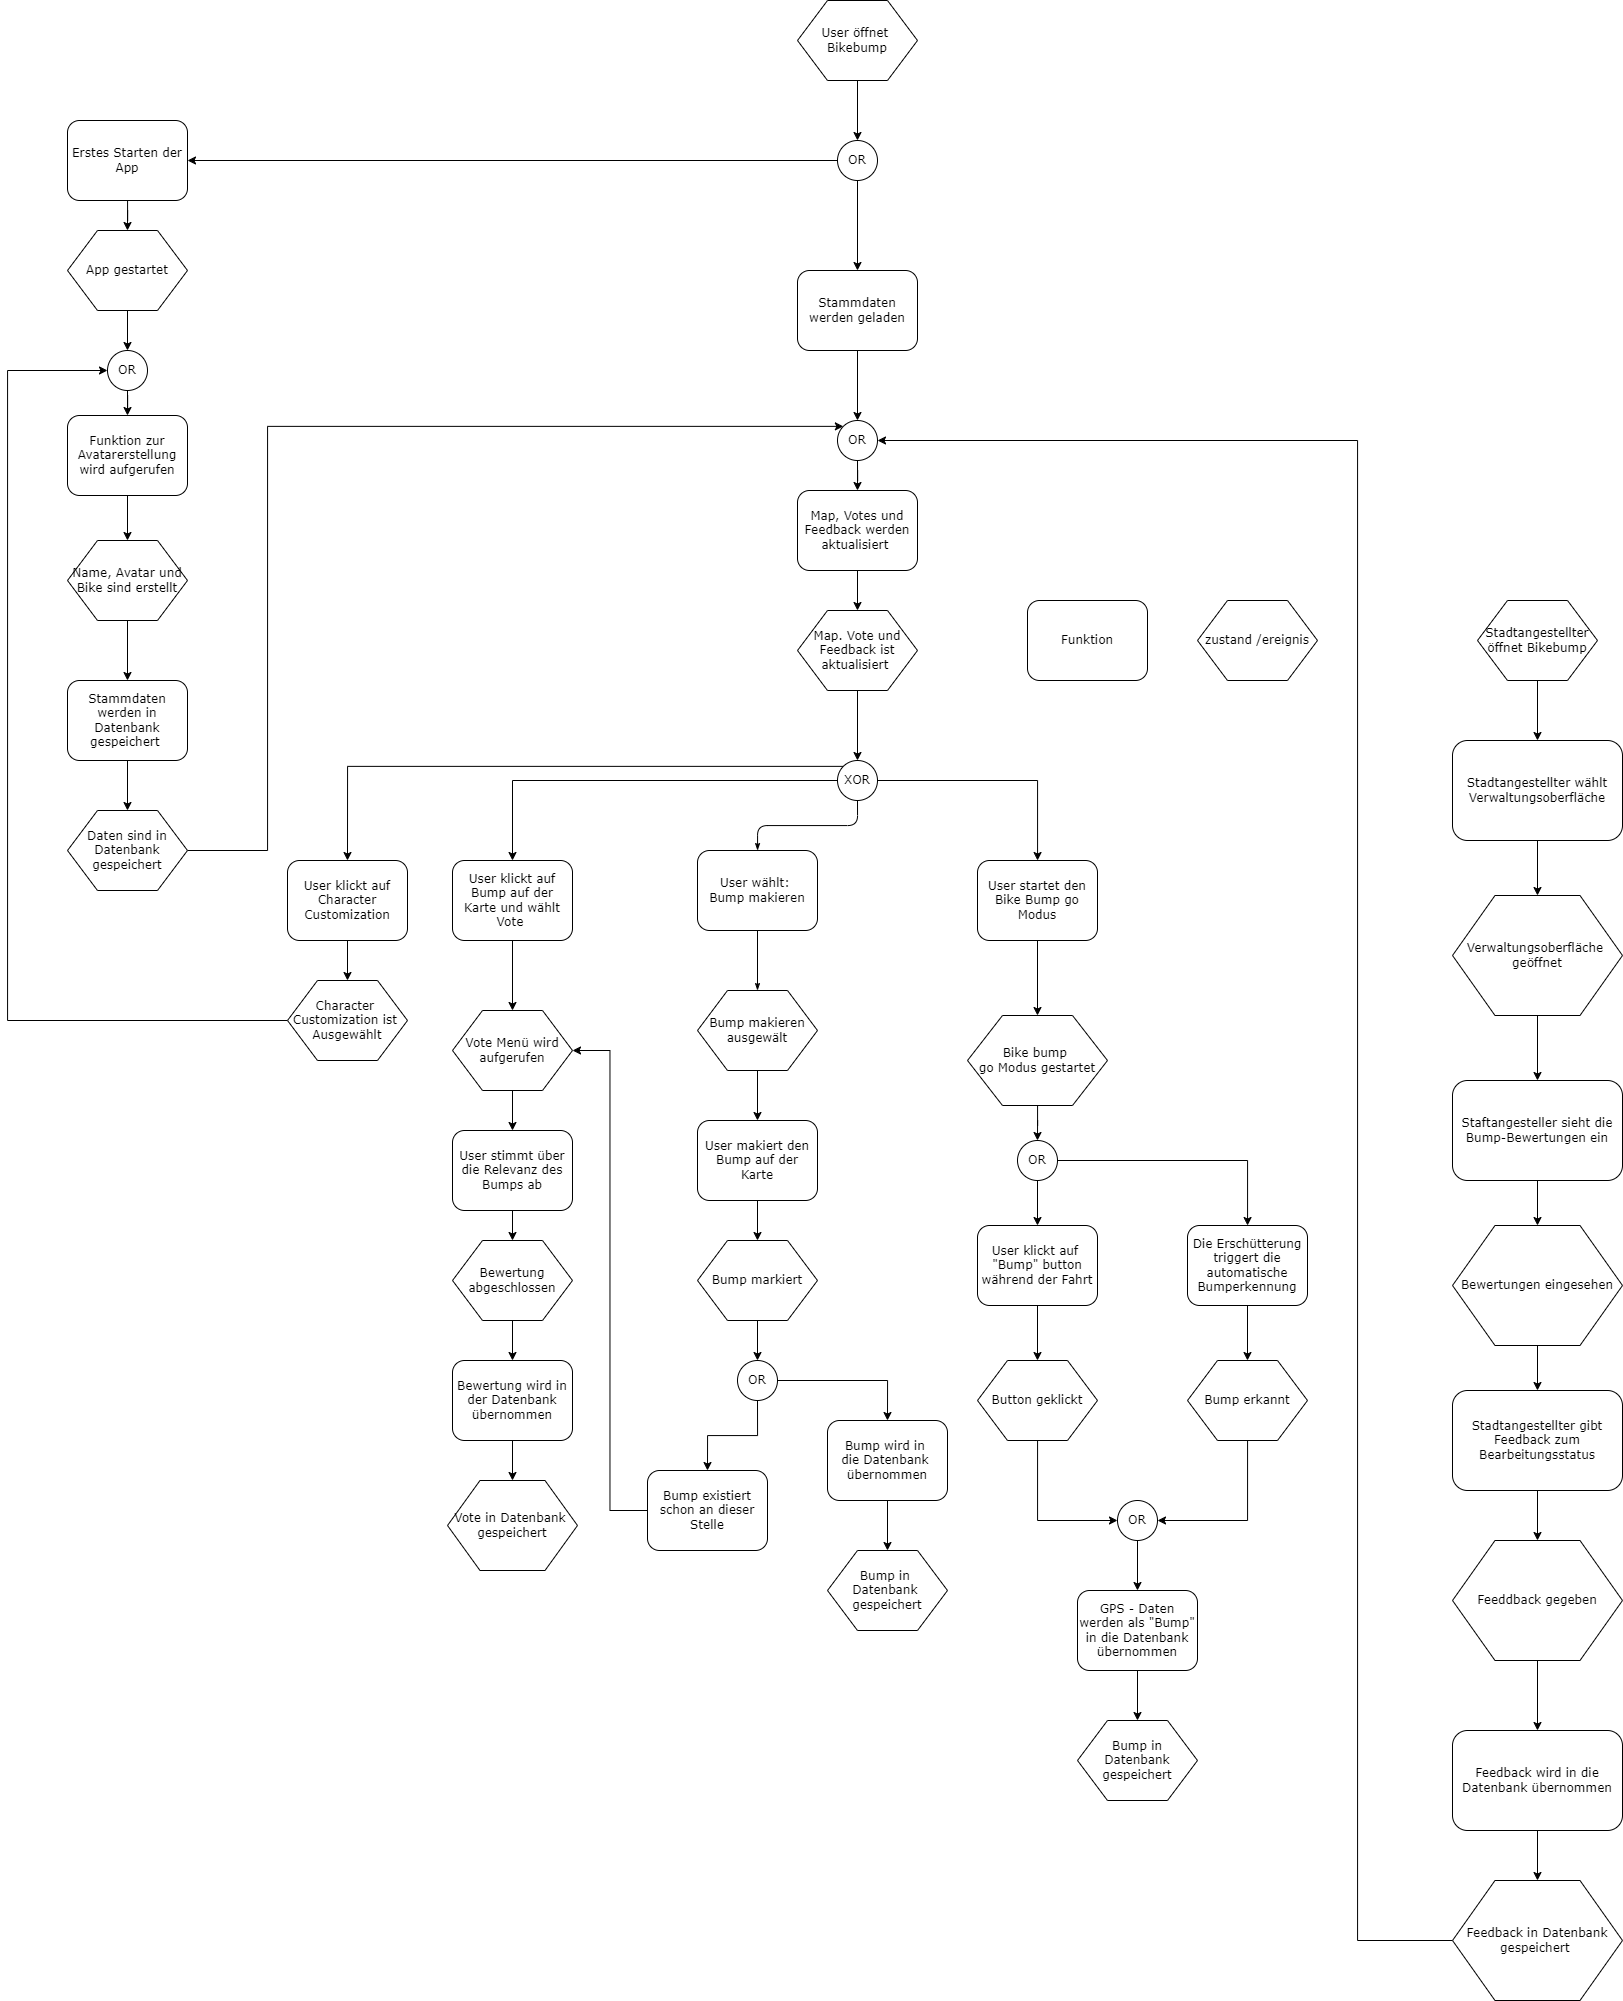 User öffnet
Bikebump
OR
Erstes Starten der
App
App gestartet
OR
Funktion zur
Avatarerstellung
wird aufgerufen
Name, Avatar und
Bike sind erstellt
Stammdaten
werden in
Datenbank
gespeichert
Daten sind in
Datenbank
gespeichert
Stammdaten
werden geladen
OR
Map, Votes und
Feedback werden
aktualisiert
Map. Vote und
Feedback ist
aktualisiert
Funktion
zustand /ereignis
XOR
User klickt auf
Character
Customization
Character
Customization ist
Ausgewählt
User klickt auf
Bump auf der
Karte und wählt
Vote
Vote Menü wird
aufgerufen
User stimmt über
die Relevanz des
Bumps ab
Bewertung
abgeschlossen
Bewertung wird in
der Datenbank
übernommen
Vote in Datenbank
gespeichert
User wählt:
Bump makieren
Bump makieren
ausgewält
User makiert den
Bump auf der
Karte
Bump markiert
OR
Bump existiert
schon an dieser
Stelle
Bump wird in
die Datenbank
übernommen
Bump in
Datenbank
gespeichert
User startet den
Bike Bump go
Modus
Bike bump
go Modus gestartet
OR
User klickt auf
"Bump" button
während der Fahrt
Button geklickt
Die Erschütterung
triggert die
automatische
Bumperkennung
Bump erkannt
OR
GPS - Daten
werden als "Bump"
in die Datenbank
übernommen
Bump in
Datenbank
gespeichert
Stadtangestellter
öffnet Bikebump
Stadtangestellter wählt
Verwaltungsoberfläche
Verwaltungsoberfläche
geöffnet
Staftangesteller sieht die
Bump-Bewertungen ein
Bewertungen eingesehen
Stadtangestellter gibt
Feedback zum
Bearbeitungsstatus
Feeddback gegeben
Feedback wird in die
Datenbank übernommen
Feedback in Datenbank
gespeichert